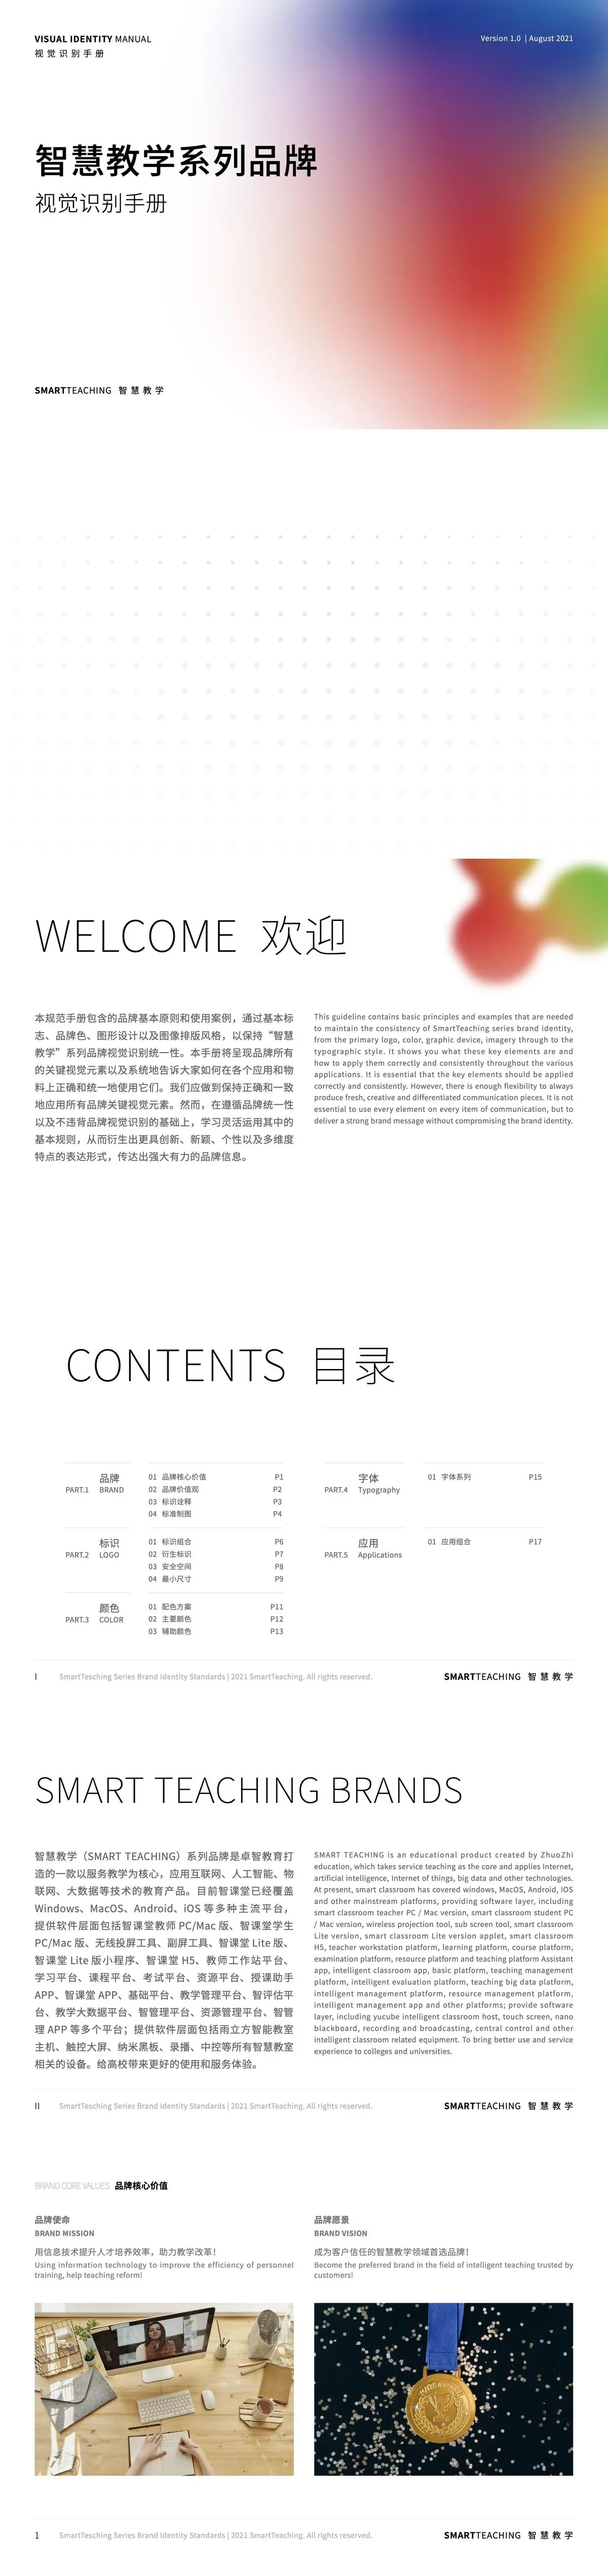 VISUAL IDENTITY MANUAL
视觉识别手册
Version 1.0 | August 2021
智慧教学系列品牌
视觉识别手册
SMARTTEACHING 智慧教学
WELCOME 欢迎
本规范手册包含的品牌基本原则和使用案例，通过基本标
志、品牌色、图形设计以及图像排版风格，以保持“智慧
教学”系列品牌视觉识别统一性。本手册将呈现品牌所有
的关键视觉元素以及系统地告诉大家如何在各个应用和物
料上正确和统一地使用它们。我们应做到保持正确和一致
地应用所有品牌关键视觉元素。然而，在遵循品牌统一性
以及不违背品牌视觉识别的基础上，学习灵活运用其中的
基本规则，从而衍生出更具创新、新颖、个性以及多维度
特点的表达形式，传达出强大有力的品牌信息。
This guideline contains basic principles and examples that are needed
to maintain the consistency of SmartTeaching series brand identity,
from the primary logo, color, graphic device, imagery through to the
typographic style. It shows you what these key elements are and
how to apply them correctly and consistently throughout the various
applications. It is essential that the key elements should be applied
correctly and consistently. However, there is enough flexibility to always
produce fresh, creative and differentiated communication pieces. It is not
essential to use every element on every item of communication, but to
deliver a strong brand message without compromising the brand identity.
CONTENTS 目录
PART.1 品牌 BRAND
01 品牌核心价值 P1
02 品牌价值观 P2
03 标识诠释 P3
04 标准制图 P4
PART.2 标识 LOGO
01 标识组合 P6
02 衍生标识 P7
03 安全空间 P8
04 最小尺寸 P9
PART.3 颜色 COLOR
01 配色方案 P11
02 主要颜色 P12
03 辅助颜色 P13
PART.4 字体 Typography
01 字体系列 P15
PART.5 应用 Applications
01 应用组合 P17
I SmartTesching Series Brand Identity Standards | 2021 SmartTeaching. All rights reserved. SMARTTEACHING 智慧教学
SMART TEACHING BRANDS
智慧教学（SMART TEACHING）系列品牌是卓智教育打
造的一款以服务教学为核心，应用互联网、人工智能、物
联网、大数据等技术的教育产品。目前智课堂已经覆盖
Windows、MacOS、Android、iOS 等多种主流平台，
提供软件层面包括智课堂教师 PC/Mac 版、智课堂学生
PC/Mac 版、无线投屏工具、副屏工具、智课堂 Lite 版、
智课堂 Lite 版小程序、智课堂 H5、教师工作站平台、
学习平台、课程平台、考试平台、资源平台、授课助手
APP、智课堂 APP、基础平台、教学管理平台、智评估平
台、教学大数据平台、智管理平台、资源管理平台、智管
理 APP 等多个平台；提供软件层面包括雨立方智能教室
主机、触控大屏、纳米黑板、录播、中控等所有智慧教室
相关的设备。给高校带来更好的使用和服务体验。
SMART TEACHING is an educational product created by ZhuoZhi
education, which takes service teaching as the core and applies Internet,
artificial intelligence, Internet of things, big data and other technologies.
At present, smart classroom has covered windows, MacOS, Android, IOS
and other mainstream platforms, providing software layer, including
smart classroom teacher PC / Mac version, smart classroom student PC
/ Mac version, wireless projection tool, sub screen tool, smart classroom
Lite version, smart classroom Lite version applet, smart classroom
H5, teacher workstation platform, learning platform, course platform,
examination platform, resource platform and teaching platform Assistant
app, intelligent classroom app, basic platform, teaching management
platform, intelligent evaluation platform, teaching big data platform,
intelligent management platform, resource management platform,
intelligent management app and other platforms; provide software
layer, including yucube intelligent classroom host, touch screen, nano
blackboard, recording and broadcasting, central control and other
intelligent classroom related equipment. To bring better use and service
experience to colleges and universities.
II SmartTesching Series Brand Identity Standards | 2021 SmartTeaching. All rights reserved. SMARTTEACHING 智慧教学
BRAND CORE VALUES 品牌核心价值
品牌使命
BRAND MISSION
用信息技术提升人才培养效率，助力教学改革！
Using information technology to improve the efficiency of personnel
training, help teaching reform!
品牌愿景
BRAND VISION
成为客户信任的智慧教学领域首选品牌！
Become the preferred brand in the field of intelligent teaching trusted by
customers!
1 SmartTesching Series Brand Identity Standards | 2021 SmartTeaching. All rights reserved. SMARTTEACHING 智慧教学